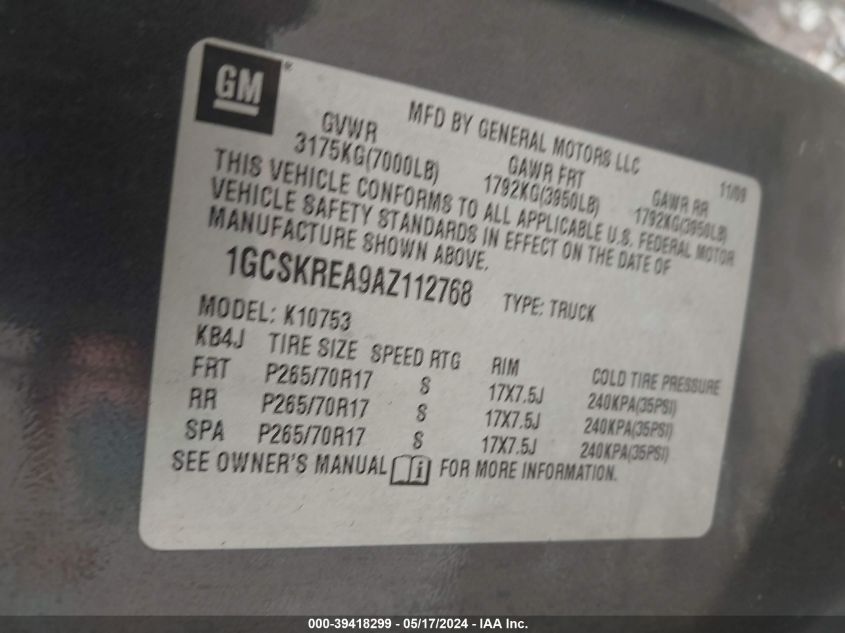 GM®
MFD BY GENERAL MOTORS LLC 11/09
GVWR GAWR FRT GAWR RR
3175KG(7000LB) 1792KG(3950LB) 1792KG(3950LB)
THIS VEHICLE CONFORMS TO ALL APPLICABLE U.S. FEDERAL MOTOR
VEHICLE SAFETY STANDARDS IN EFFECT ON THE DATE OF
MANUFACTURE SHOWN ABOVE.
1GCSKREA9AZ112768 TYPE: TRUCK
MODEL: K10753
KB4J TIRE SIZE SPEED RTG RIM COLD TIRE PRESSURE
FRT P265/70R17 S 17X7.5J 240KPA(35PSI)
RR P265/70R17 S 17X7.5J 240KPA(35PSI)
SPA P265/70R17 S 17X7.5J 240KPA(35PSI)
SEE OWNER'S MANUAL i FOR MORE INFORMATION.
000-39418299 - 05/17/2024 - IAA Inc.